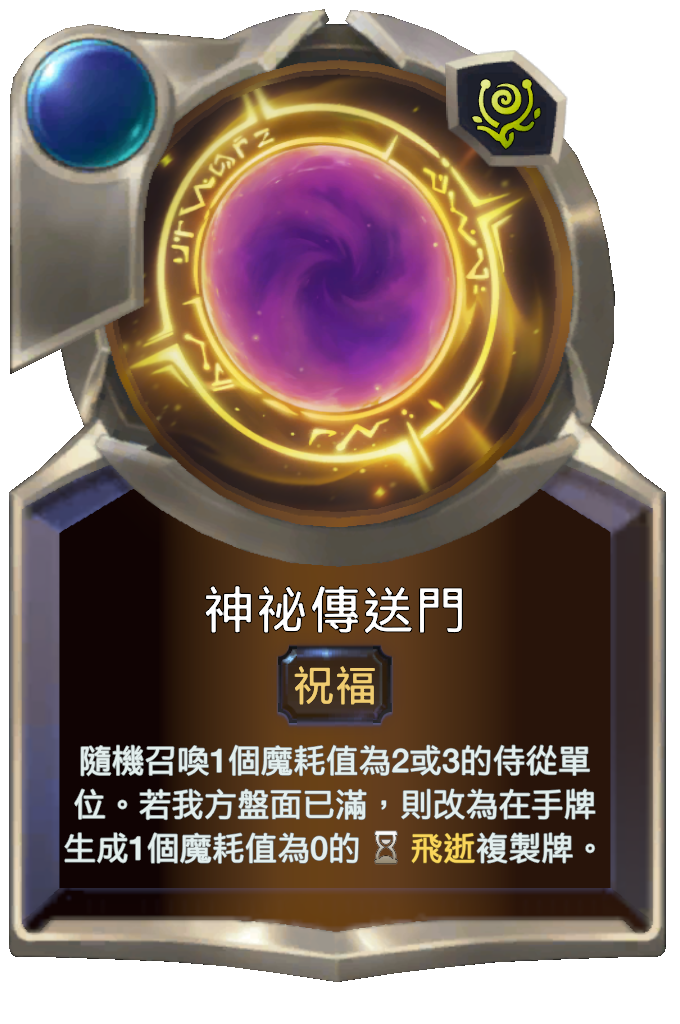 神祕傳送門
祝福
隨機召喚1個魔耗值為2或3的侍從單
位。若我方盤面已滿，則改為在手牌
生成1個魔耗值為0的 飛逝複製牌。